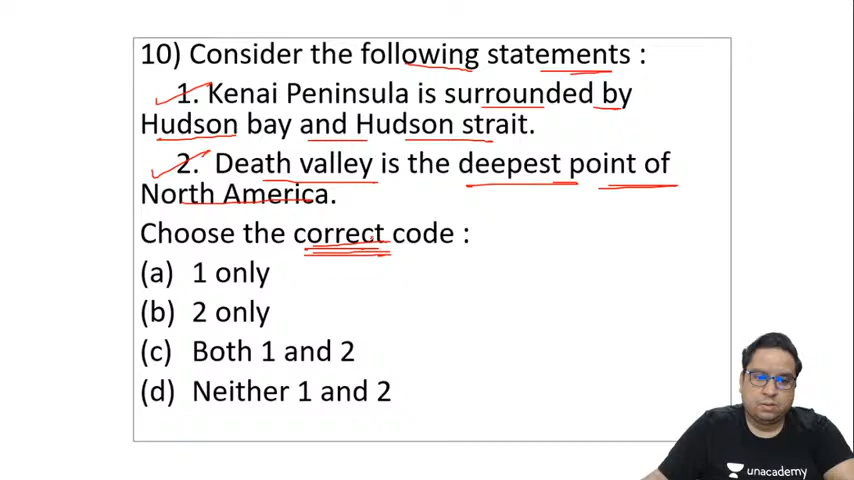 10) Consider the following statements :
1. Kenai Peninsula is surrounded by
Hudson bay and Hudson strait.
2. Death valley is the deepest point of
North America.
Choose the correct code :
(a) 1 only
(b) 2 only
(c) Both 1 and 2
(d) Neither 1 and 2
unacademy